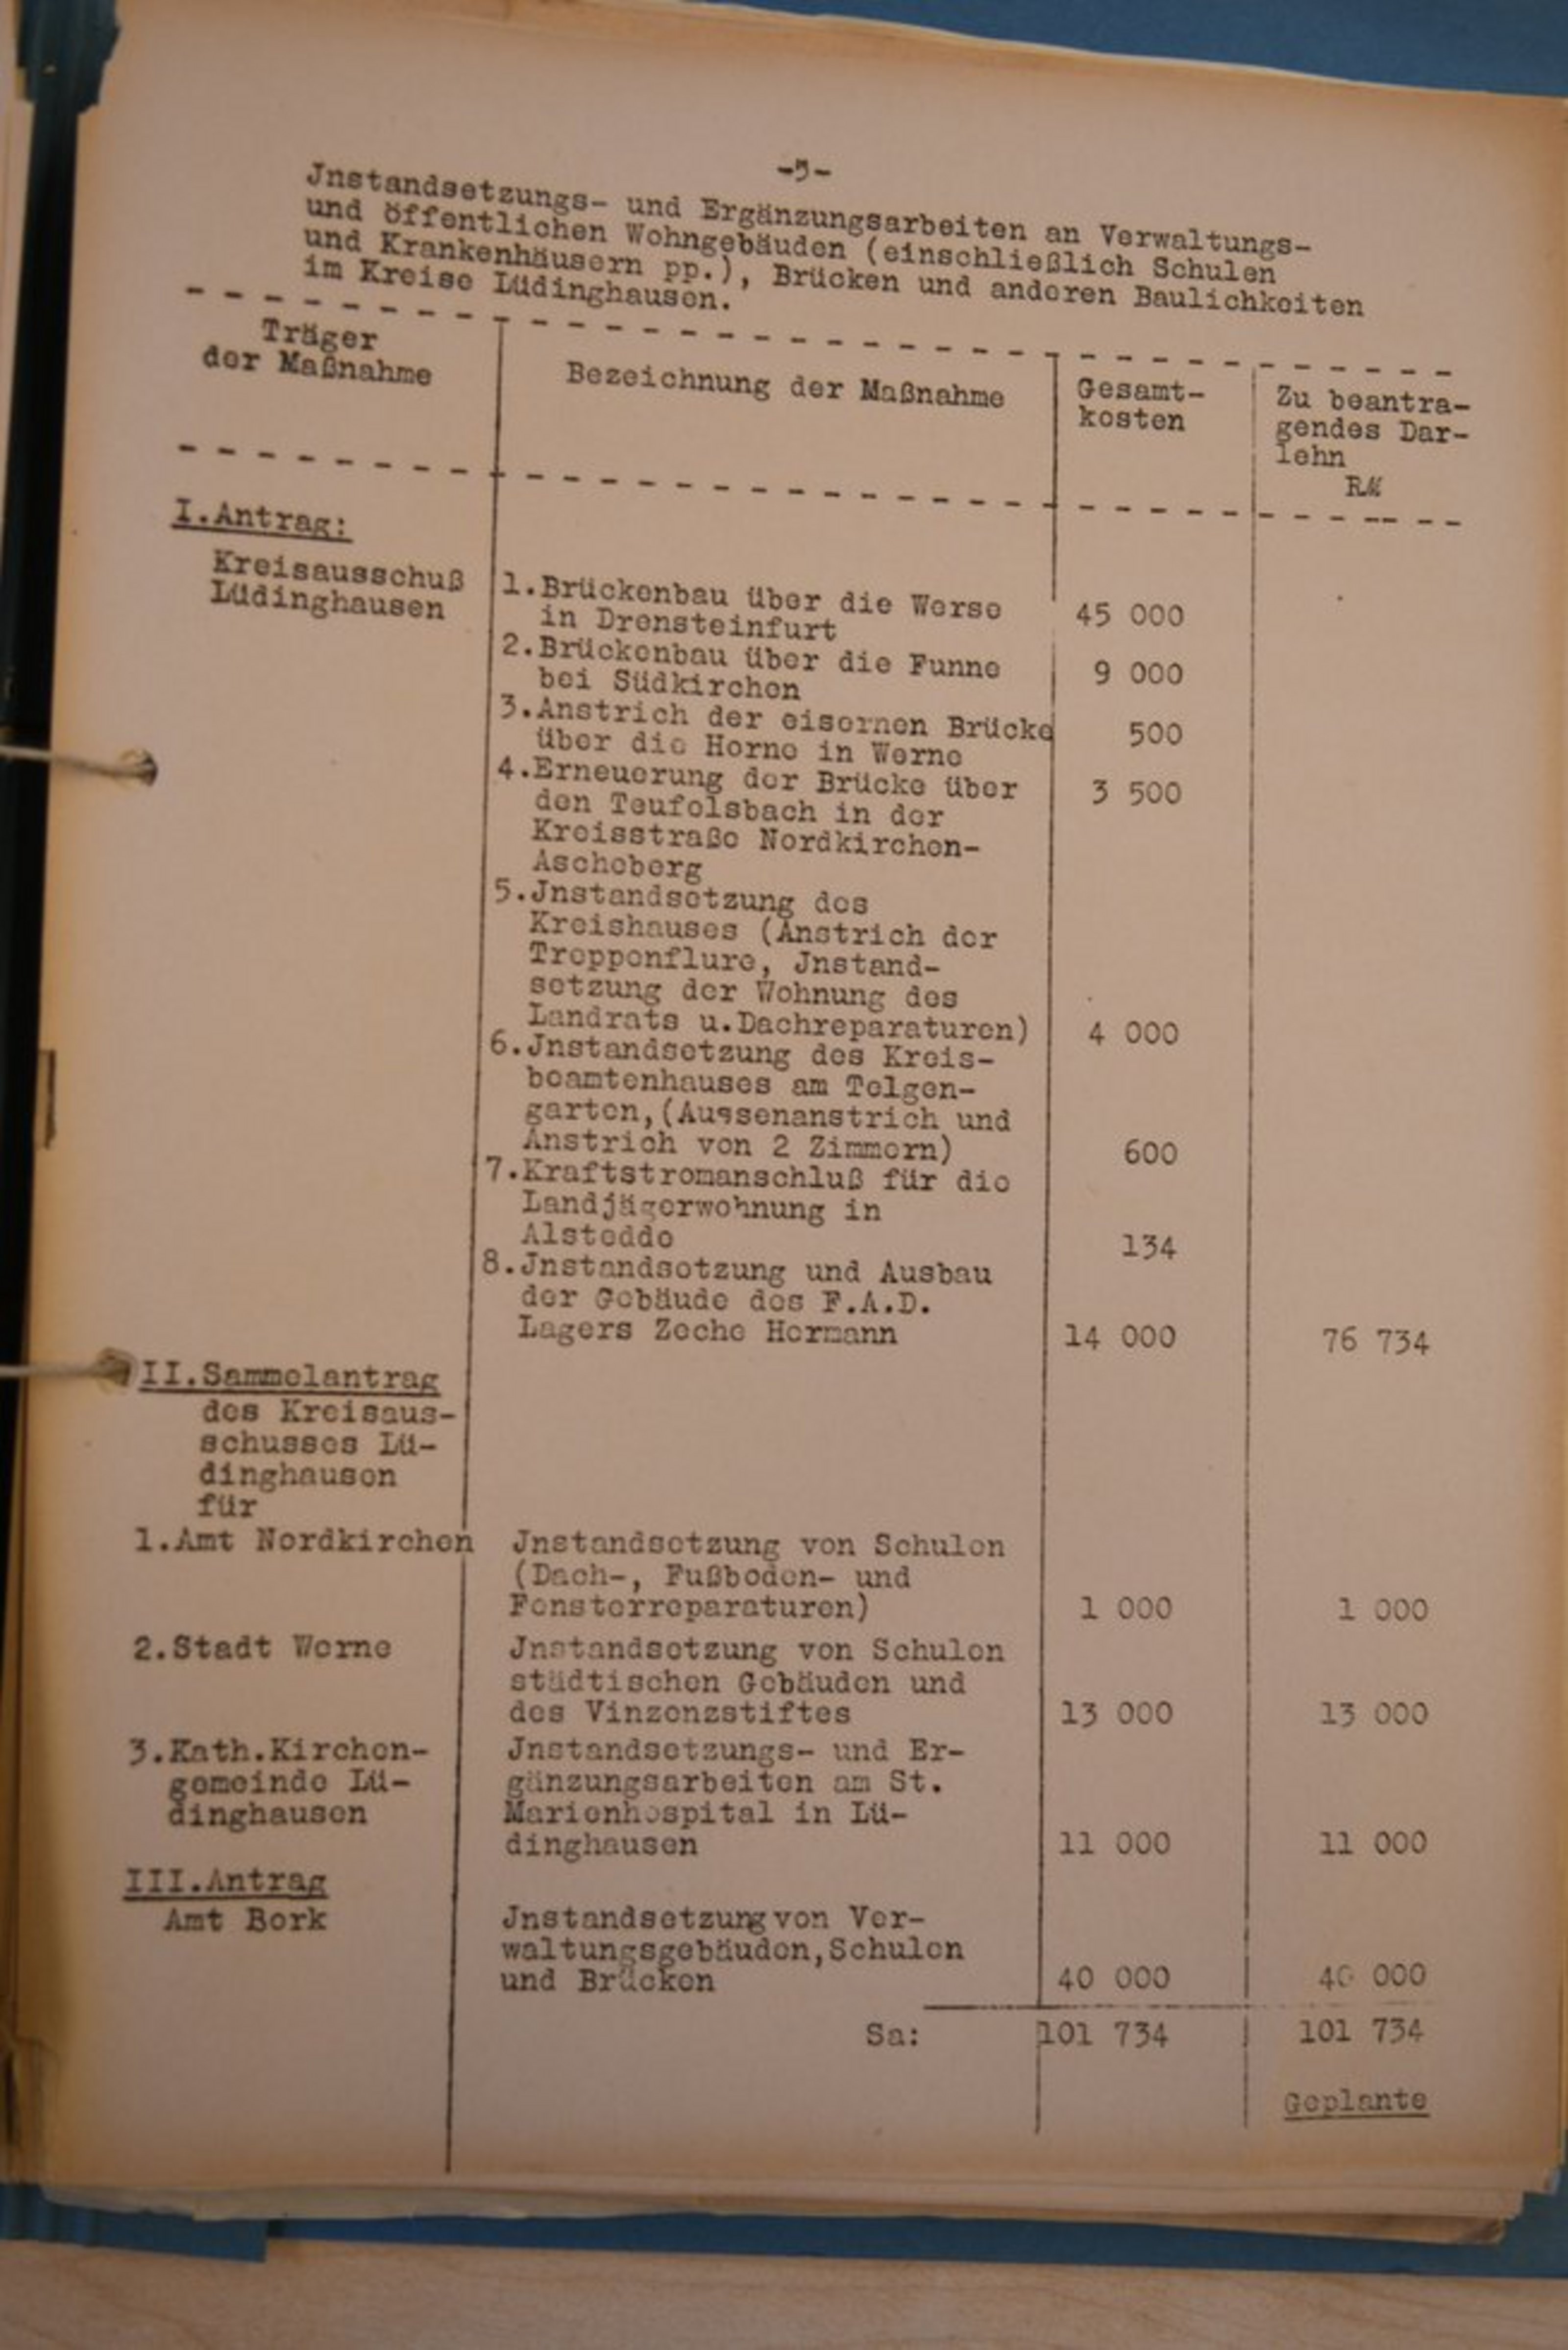 -5-
Jnstandsetzungs- und Ergänzungsarbeiten an Verwaltungs-
und öffentlichen Wohngebäuden (einschließlich Schulen
und Krankenhäusern pp.), Brücken und anderen Baulichkeiten
im Kreise Lüdinghausen.
Träger
der Maßnahme
Bezeichnung der Maßnahme
Gesamt-
kosten
Zu beantra-
gendes Dar-
lehn
RM
I.Antrag:
Kreisausschuß
Lüdinghausen
1.Brückenbau über die Werse
in Drensteinfurt 45 000
2.Brückenbau über die Funne
bei Südkirchen 9 000
3.Anstrich der eisernen Brücke
über die Horne in Werne 500
4.Erneuerung der Brücke über 3 500
den Teufelsbach in der
Kreisstraße Nordkirchen-
Ascheberg
5.Jnstandsetzung des
Kreishauses (Anstrich der
Treppenflure, Jnstand-
setzung der Wohnung des
Landrats u.Dachreparaturen) 4 000
6.Jnstandsetzung des Kreis-
beamtenhauses am Telgen-
garten,(Aussenanstrich und
Anstrich von 2 Zimmern) 600
7.Kraftstromanschluß für die
Landjägerwohnung in
Alstedde 134
8.Jnstandsetzung und Ausbau
der Gebäude des F.A.D.
Lagers Zeche Hermann 14 000 76 734
II.Sammelantrag
des Kreisaus-
schusses Lü-
dinghausen
für
1.Amt Nordkirchen Jnstandsetzung von Schulen
(Dach-, Fußboden- und
Fensterreparaturen) 1 000 1 000
2.Stadt Werne Jnstandsetzung von Schulen
städtischen Gebäuden und
des Vinzenzstiftes 13 000 13 000
3.Kath.Kirchen- Jnstandsetzungs- und Er-
gemeinde Lü- gänzungsarbeiten am St.
dinghausen Marienhospital in Lü-
dinghausen 11 000 11 000
III.Antrag
Amt Bork Jnstandsetzung von Ver-
waltungsgebäuden,Schulen
und Brücken 40 000 40 000
Sa: 101 734 101 734
Geplante